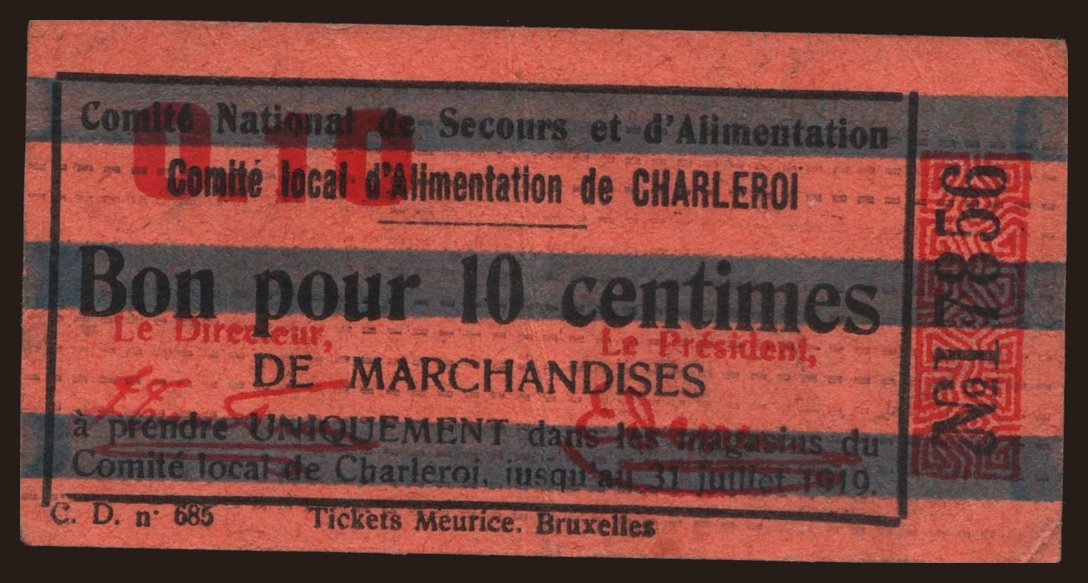 0.10
Comité National de Secours et d'Alimentation
Comité local d'Alimentation de CHARLEROI
Bon pour 10 centimes
Le Directeur, Le Président,
DE MARCHANDISES
à prendre UNIQUEMENT dans les magasins du
Comité local de Charleroi, jusqu'au 31 juillet 1919.
C. D. n° 685 Tickets Meurice. Bruxelles
№ 147856